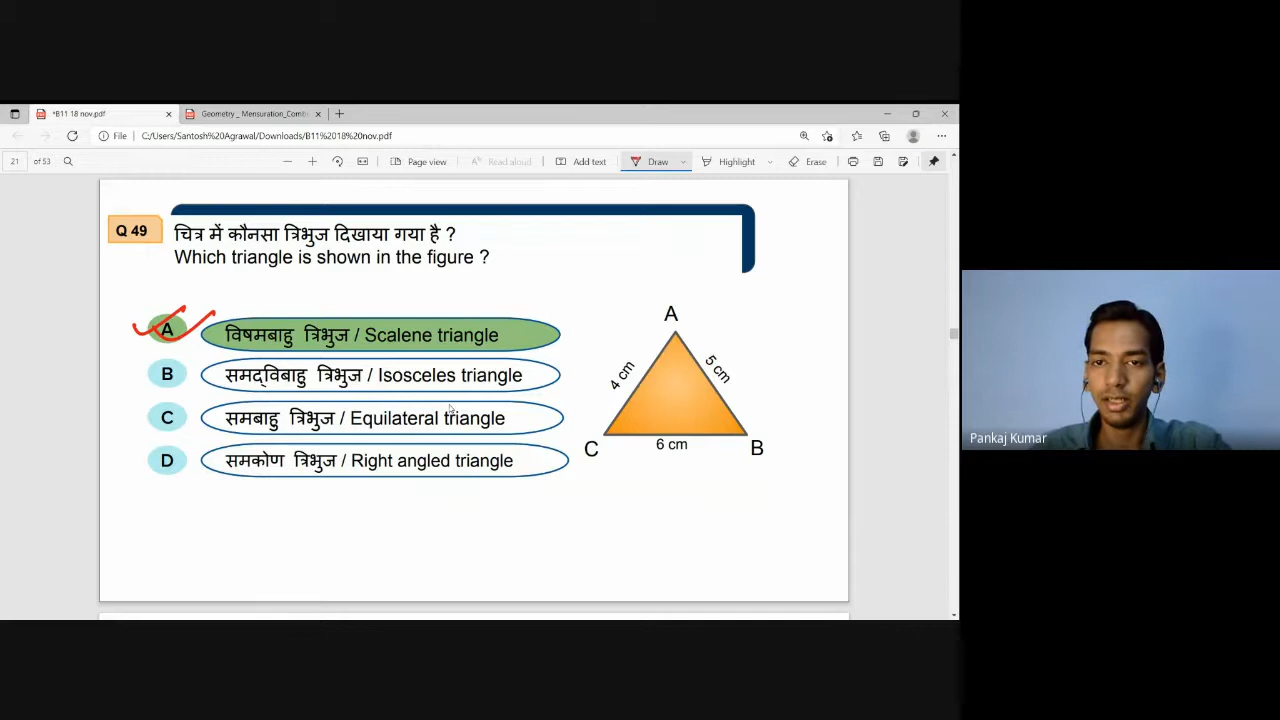 *B11 18 nov.pdf
Geometry _ Mensuration_Combi
File
C:/Users/Santosh%20Agrawal/Downloads/B11%2018%20nov.pdf
21 of 53
Page view
Read aloud
Add text
Draw
Highlight
Erase
Q 49
चित्र में कौनसा त्रिभुज दिखाया गया है ?
Which triangle is shown in the figure ?
A विषमबाहु त्रिभुज / Scalene triangle
B समद्विबाहु त्रिभुज / Isosceles triangle
C समबाहु त्रिभुज / Equilateral triangle
D समकोण त्रिभुज / Right angled triangle
A
4 cm
5 cm
C
6 cm
B
Pankaj Kumar